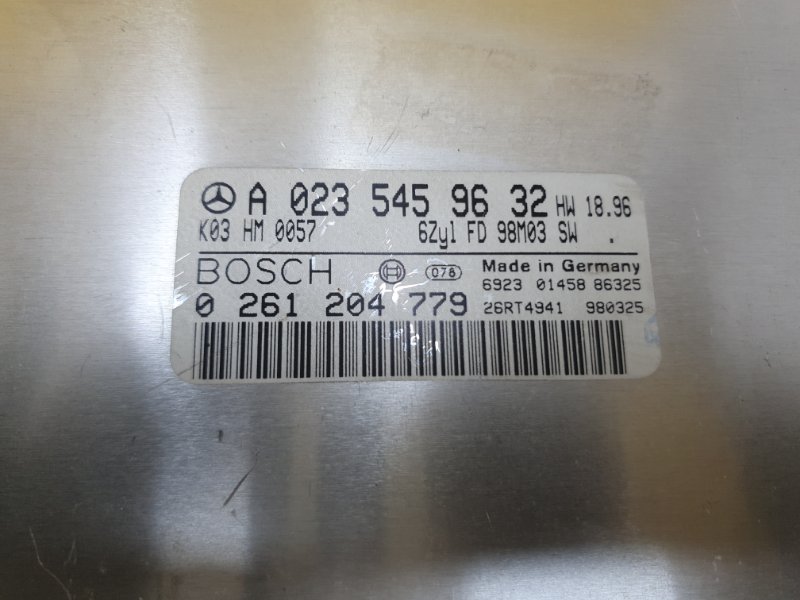 A 023 545 96 32 HW 18.96
K03 HM 0057 6Zyl FD 98M03 SW .
BOSCH 078 Made in Germany
6923 01458 86325
0 261 204 779 26RT4941 980325